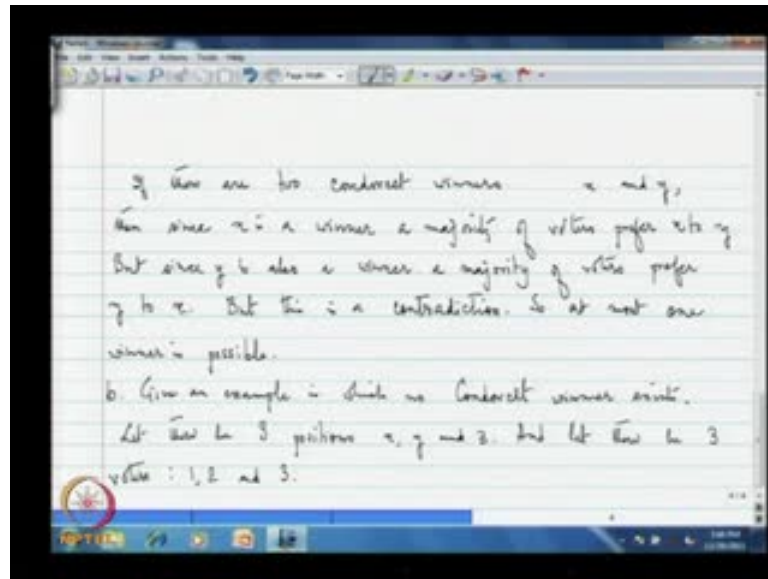 If there are two condorcet winners x and y,
then since x is a winner a majority of voters prefer x to y
But since y is also a winner a majority of voters prefer
y to x. But this is a contradiction. So at most one
winner is possible.
b. Give an example in which no Condorcet winner exists.
Let there be 3 positions x, y and z. And let there be 3
voters : 1, 2 and 3.
NPTEL